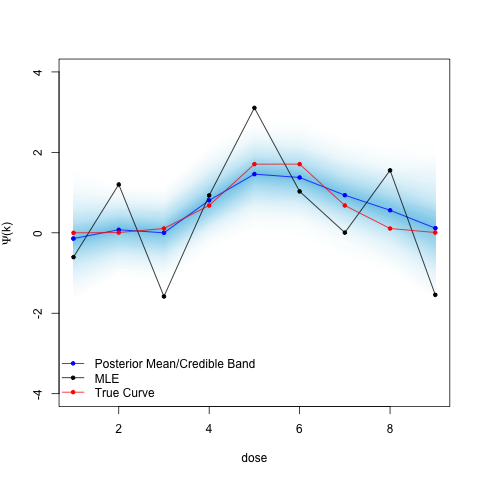 4
2
0
-2
-4
Ψ(k)
Posterior Mean/Credible Band
MLE
True Curve
2 4 6 8
dose